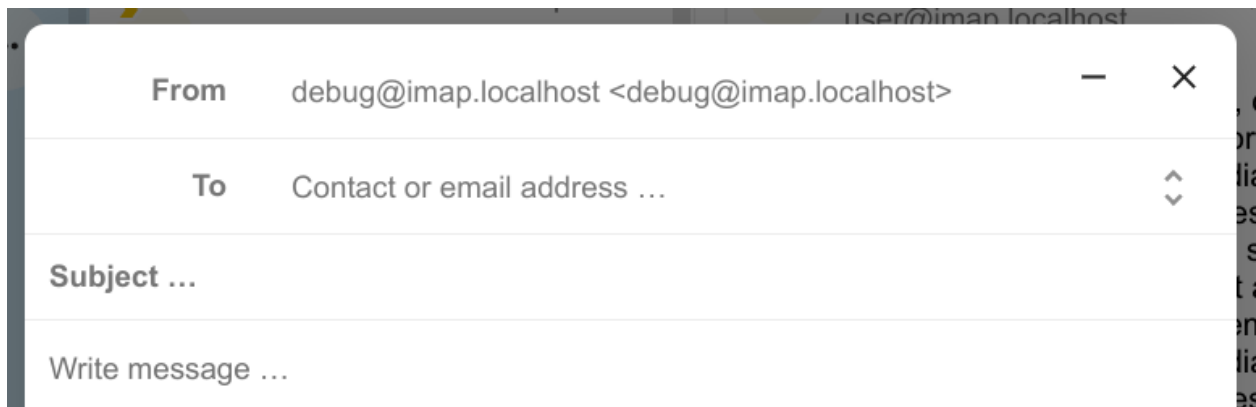 user@imap.localhost
From debug@imap.localhost <debug@imap.localhost>
To Contact or email address …
Subject …
Write message …